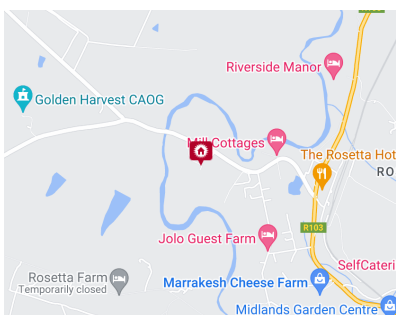 Riverside Manor
Golden Harvest CAOG
Mill Cottages
The Rosetta Hot
RO
R103
Jolo Guest Farm
SelfCateri
Rosetta Farm
Temporarily closed
Marrakesh Cheese Farm
Midlands Garden Centre